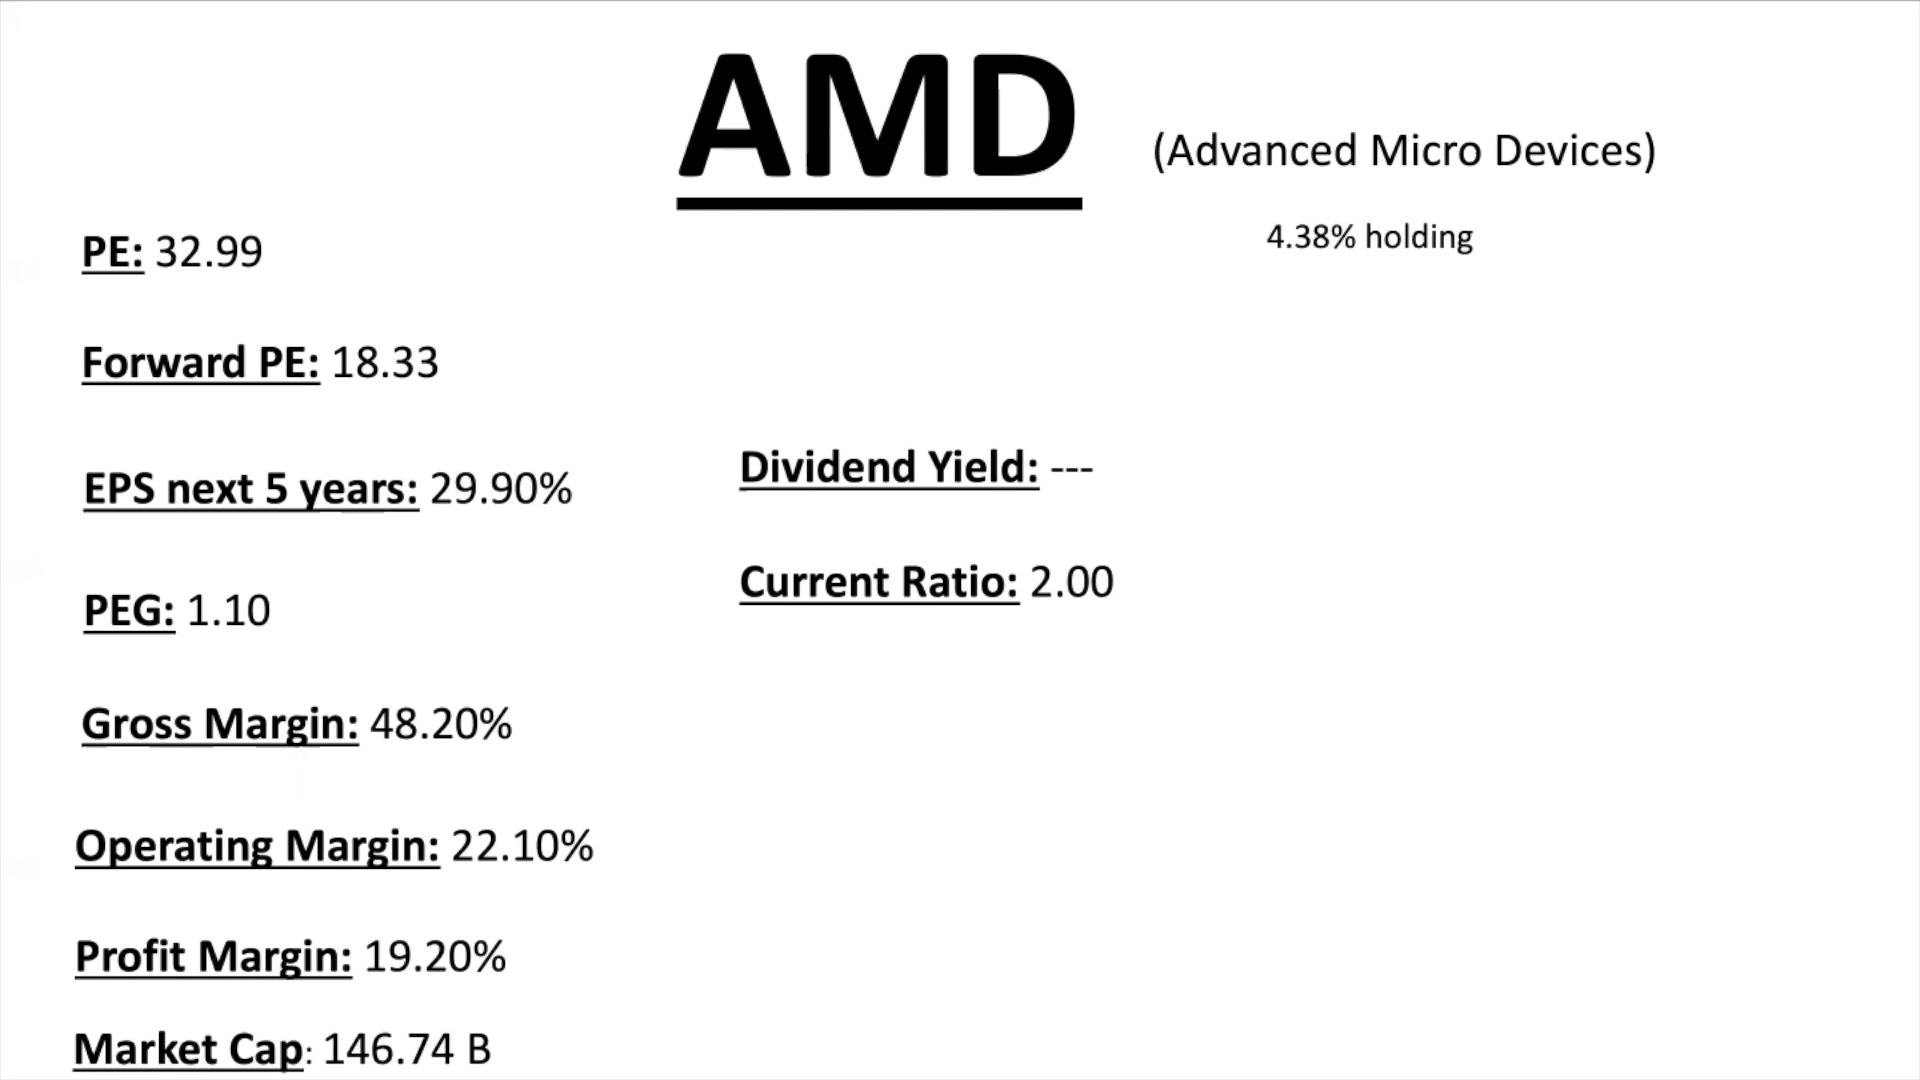 AMD
(Advanced Micro Devices)
4.38% holding
PE: 32.99
Forward PE: 18.33
EPS next 5 years: 29.90%
PEG: 1.10
Gross Margin: 48.20%
Operating Margin: 22.10%
Profit Margin: 19.20%
Market Cap: 146.74 B
Dividend Yield: ---
Current Ratio: 2.00